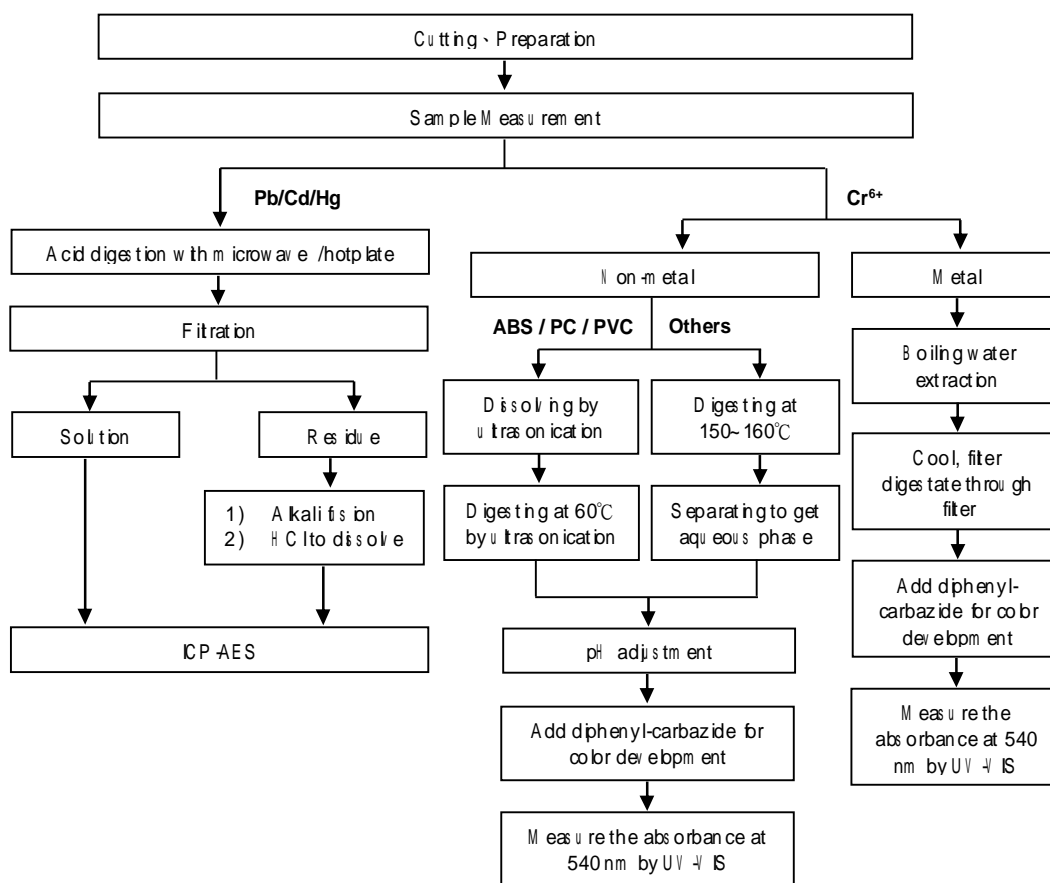 Cutting、Preparation
Sample Measurement
Pb/Cd/Hg
Cr⁶⁺
Acid digestion with microwave /hotplate
Non-metal
Metal
Filtration
ABS / PC / PVC
Others
Boiling water
extraction
Solution
Residue
Dissolving by
ultrasonication
Digesting at
150~160℃
Cool, filter
digestate through
filter
1) Alkali fusion
2) HCl to dissolve
Digesting at 60℃
by ultrasonication
Separating to get
aqueous phase
Add diphenyl-
carbazide for color
development
ICP-AES
pH adjustment
Measure the
absorbance at 540
nm by UV-VIS
Add diphenyl-carbazide for
color development
Measure the absorbance at
540 nm by UV-VIS